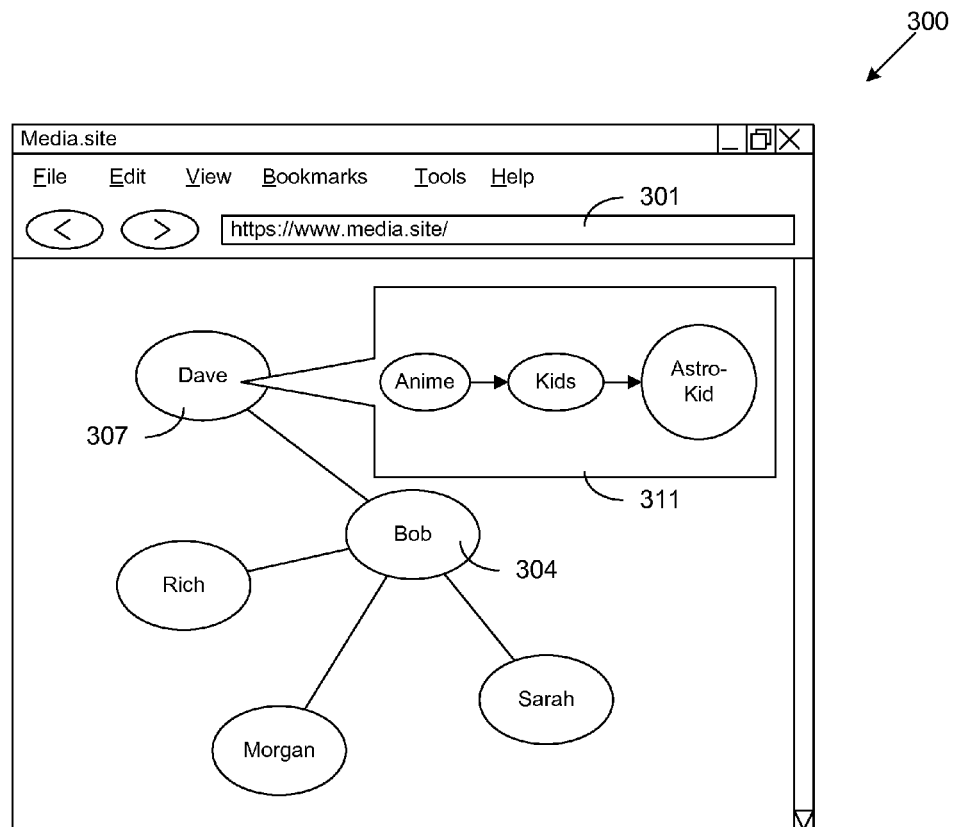 300
Media.site
File Edit View Bookmarks Tools Help
301
https://www.media.site/
Dave
Anime
Kids
Astro-
Kid
307
311
Bob
304
Rich
Sarah
Morgan